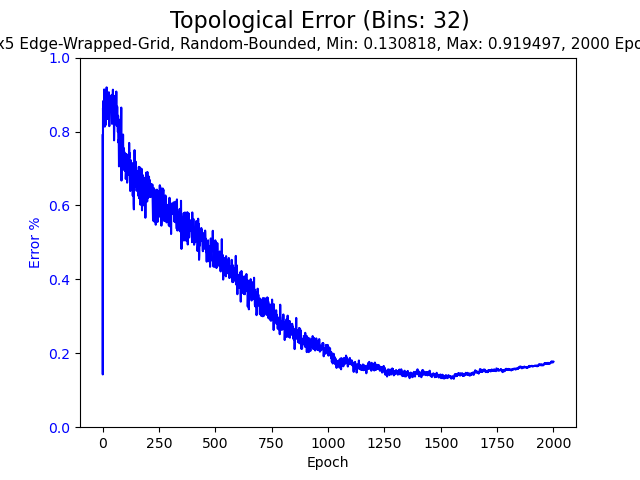 Topological Error (Bins: 32)
x5 Edge-Wrapped-Grid, Random-Bounded, Min: 0.130818, Max: 0.919497, 2000 Epo
1.0
0.8
0.6
0.4
0.2
0.0
Error %
0 250 500 750 1000 1250 1500 1750 2000
Epoch